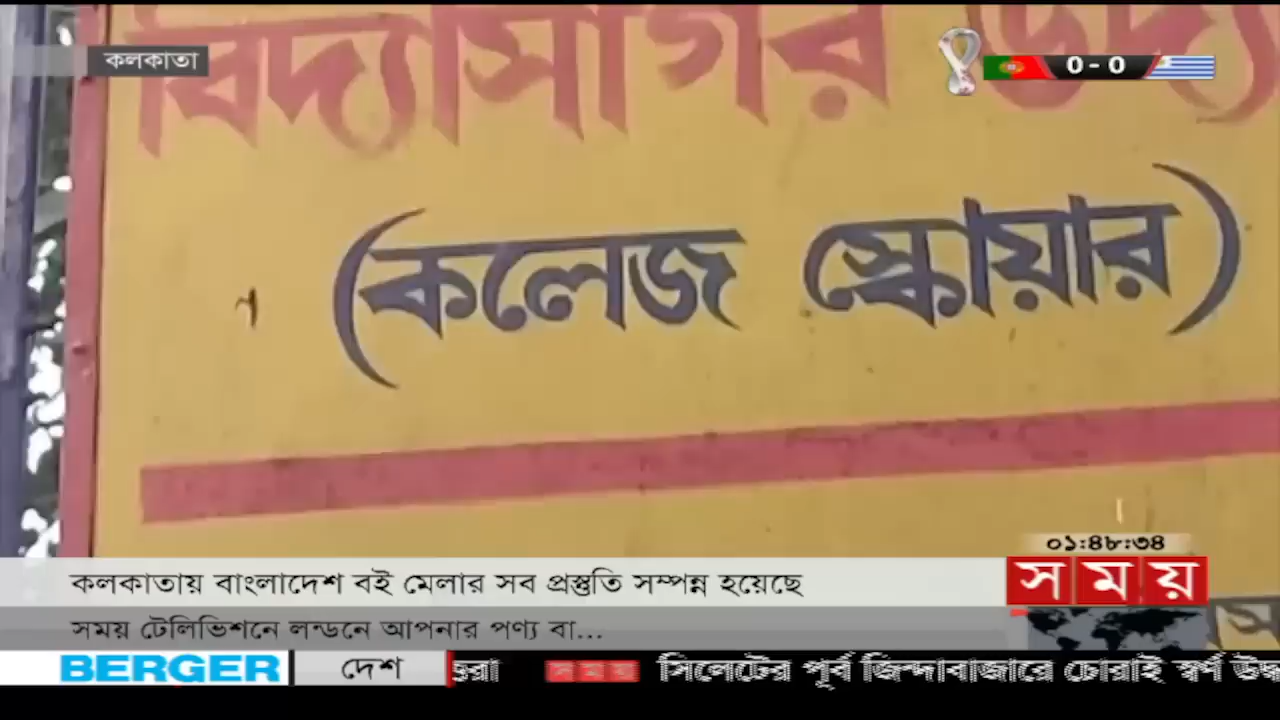 কলকাতা
0-0
বিদ্যাসাগর উদ্য
(কলেজ স্কোয়ার)
০১:৪৮:৩৪
সময়
কলকাতায় বাংলাদেশ বই মেলার সব প্রস্তুতি সম্পন্ন হয়েছে
সময় টেলিভিশনে লন্ডনে আপনার পণ্য বা...
BERGER
দেশ
সময়
সিলেটের পূর্ব জিন্দাবাজারে চোরাই স্বর্ণ